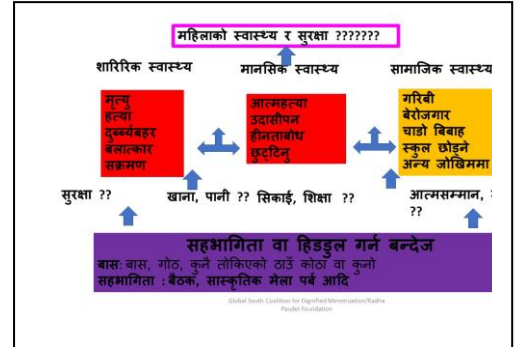 महिलाको स्वास्थ्य र सुरक्षा ???????
शारिरिक स्वास्थ्य
मानसिक स्वास्थ्य
सामाजिक स्वास्थ्य
मृत्यु
हत्या
दुर्ब्यबहर
बलात्कार
सक्रमण
आत्महत्या
उदासीपन
हीनताबोध
छुट्टिनु
गरिबी
बेरोजगार
चाडो बिबाह
स्कुल छोड्ने
अन्य जोखिममा
सुरक्षा ??
खाना, पानी ??
सिकाई, शिक्षा ??
आत्मसम्मान,
??
सहभागिता वा हिडडुल गर्न बन्देज
बास: बास, गोठ, कुनै तोकिएको ठाउँ कोठा वा कुनो
सहभागिता : बैठक, सास्कृतिक मेला पर्ब आदि
Global South Coalition for Dignified Menstruation/Radha
Paudel Foundation